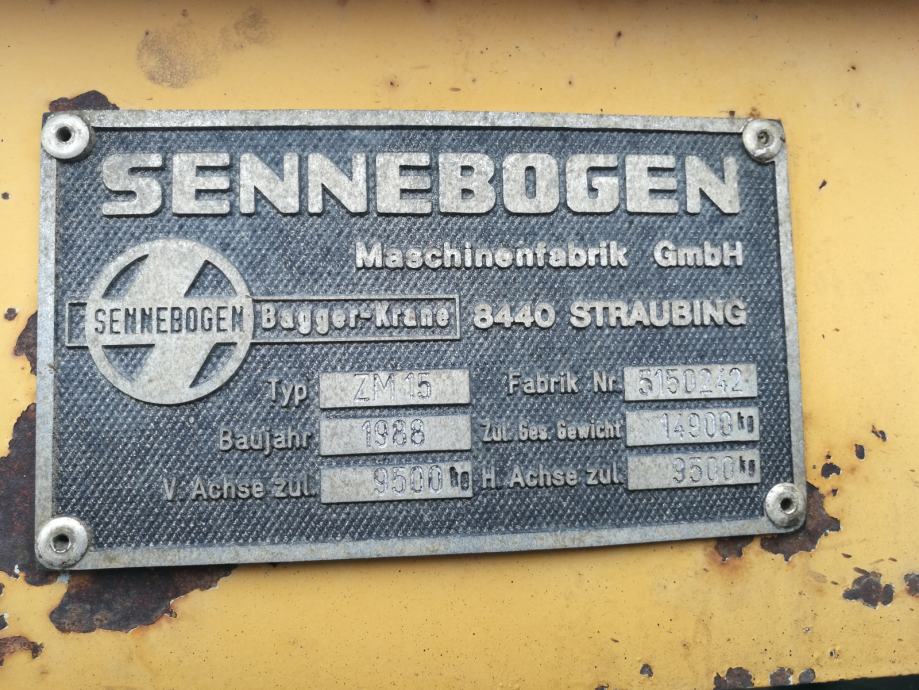 SENNEBOGEN
Maschinenfabrik GmbH
SENNEBOGEN Bagger-Krane 8440 STRAUBING
Typ ZM 15 Fabrik Nr. 5150242
Baujahr 1988 Zul. Ges. Gewicht 14900 kg
V. Achse zul. 9500 kg H. Achse zul. 9500 kg